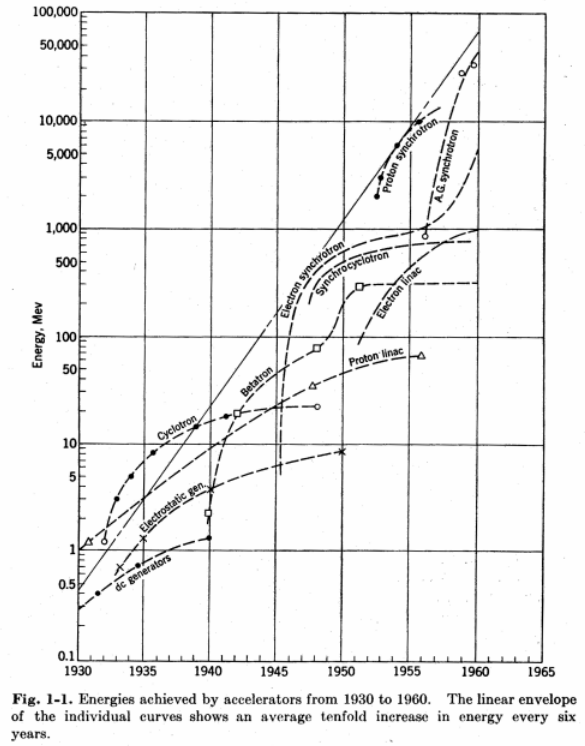 100,000
50,000
10,000
5,000
1,000
500
100
50
10
5
1
0.5
0.1
Energy, Mev
Proton synchrotron
A.G. synchrotron
Electron synchrotron
Synchrocyclotron
Electron linac
Betatron
Proton linac
Cyclotron
Electrostatic gen.
dc generators
1930 1935 1940 1945 1950 1955 1960 1965
Fig. 1-1. Energies achieved by accelerators from 1930 to 1960. The linear envelope
of the individual curves shows an average tenfold increase in energy every six
years.